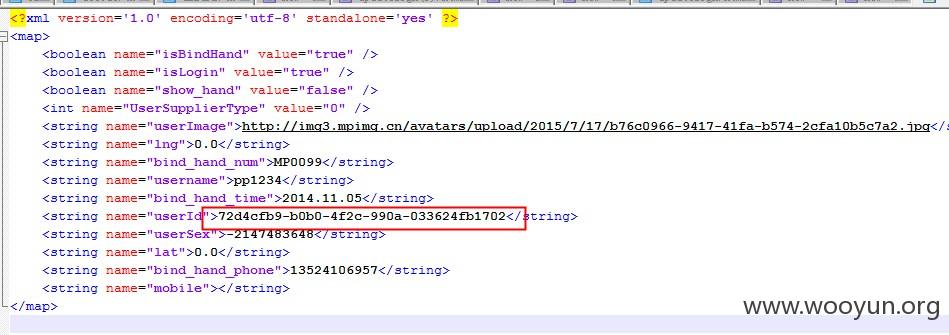 <?xml version='1.0' encoding='utf-8' standalone='yes' ?>
<map>
<boolean name="isBindHand" value="true" />
<boolean name="isLogin" value="true" />
<boolean name="show_hand" value="false" />
<int name="UserSupplierType" value="0" />
<string name="userImage">http://img3.mpimg.cn/avatars/upload/2015/7/17/b76c0966-9417-41fa-b574-2cfa10b5c7a2.jpg</s
<string name="lng">0.0</string>
<string name="bind_hand_num">MP0099</string>
<string name="username">pp1234</string>
<string name="bind_hand_time">2014.11.05</string>
<string name="userId">72d4cfb9-b0b0-4f2c-990a-033624fb1702</string>
<string name="userSex">-2147483648</string>
<string name="lat">0.0</string>
<string name="bind_hand_phone">13524106957</string>
<string name="mobile"></string>
</map>
www.wooyun.org